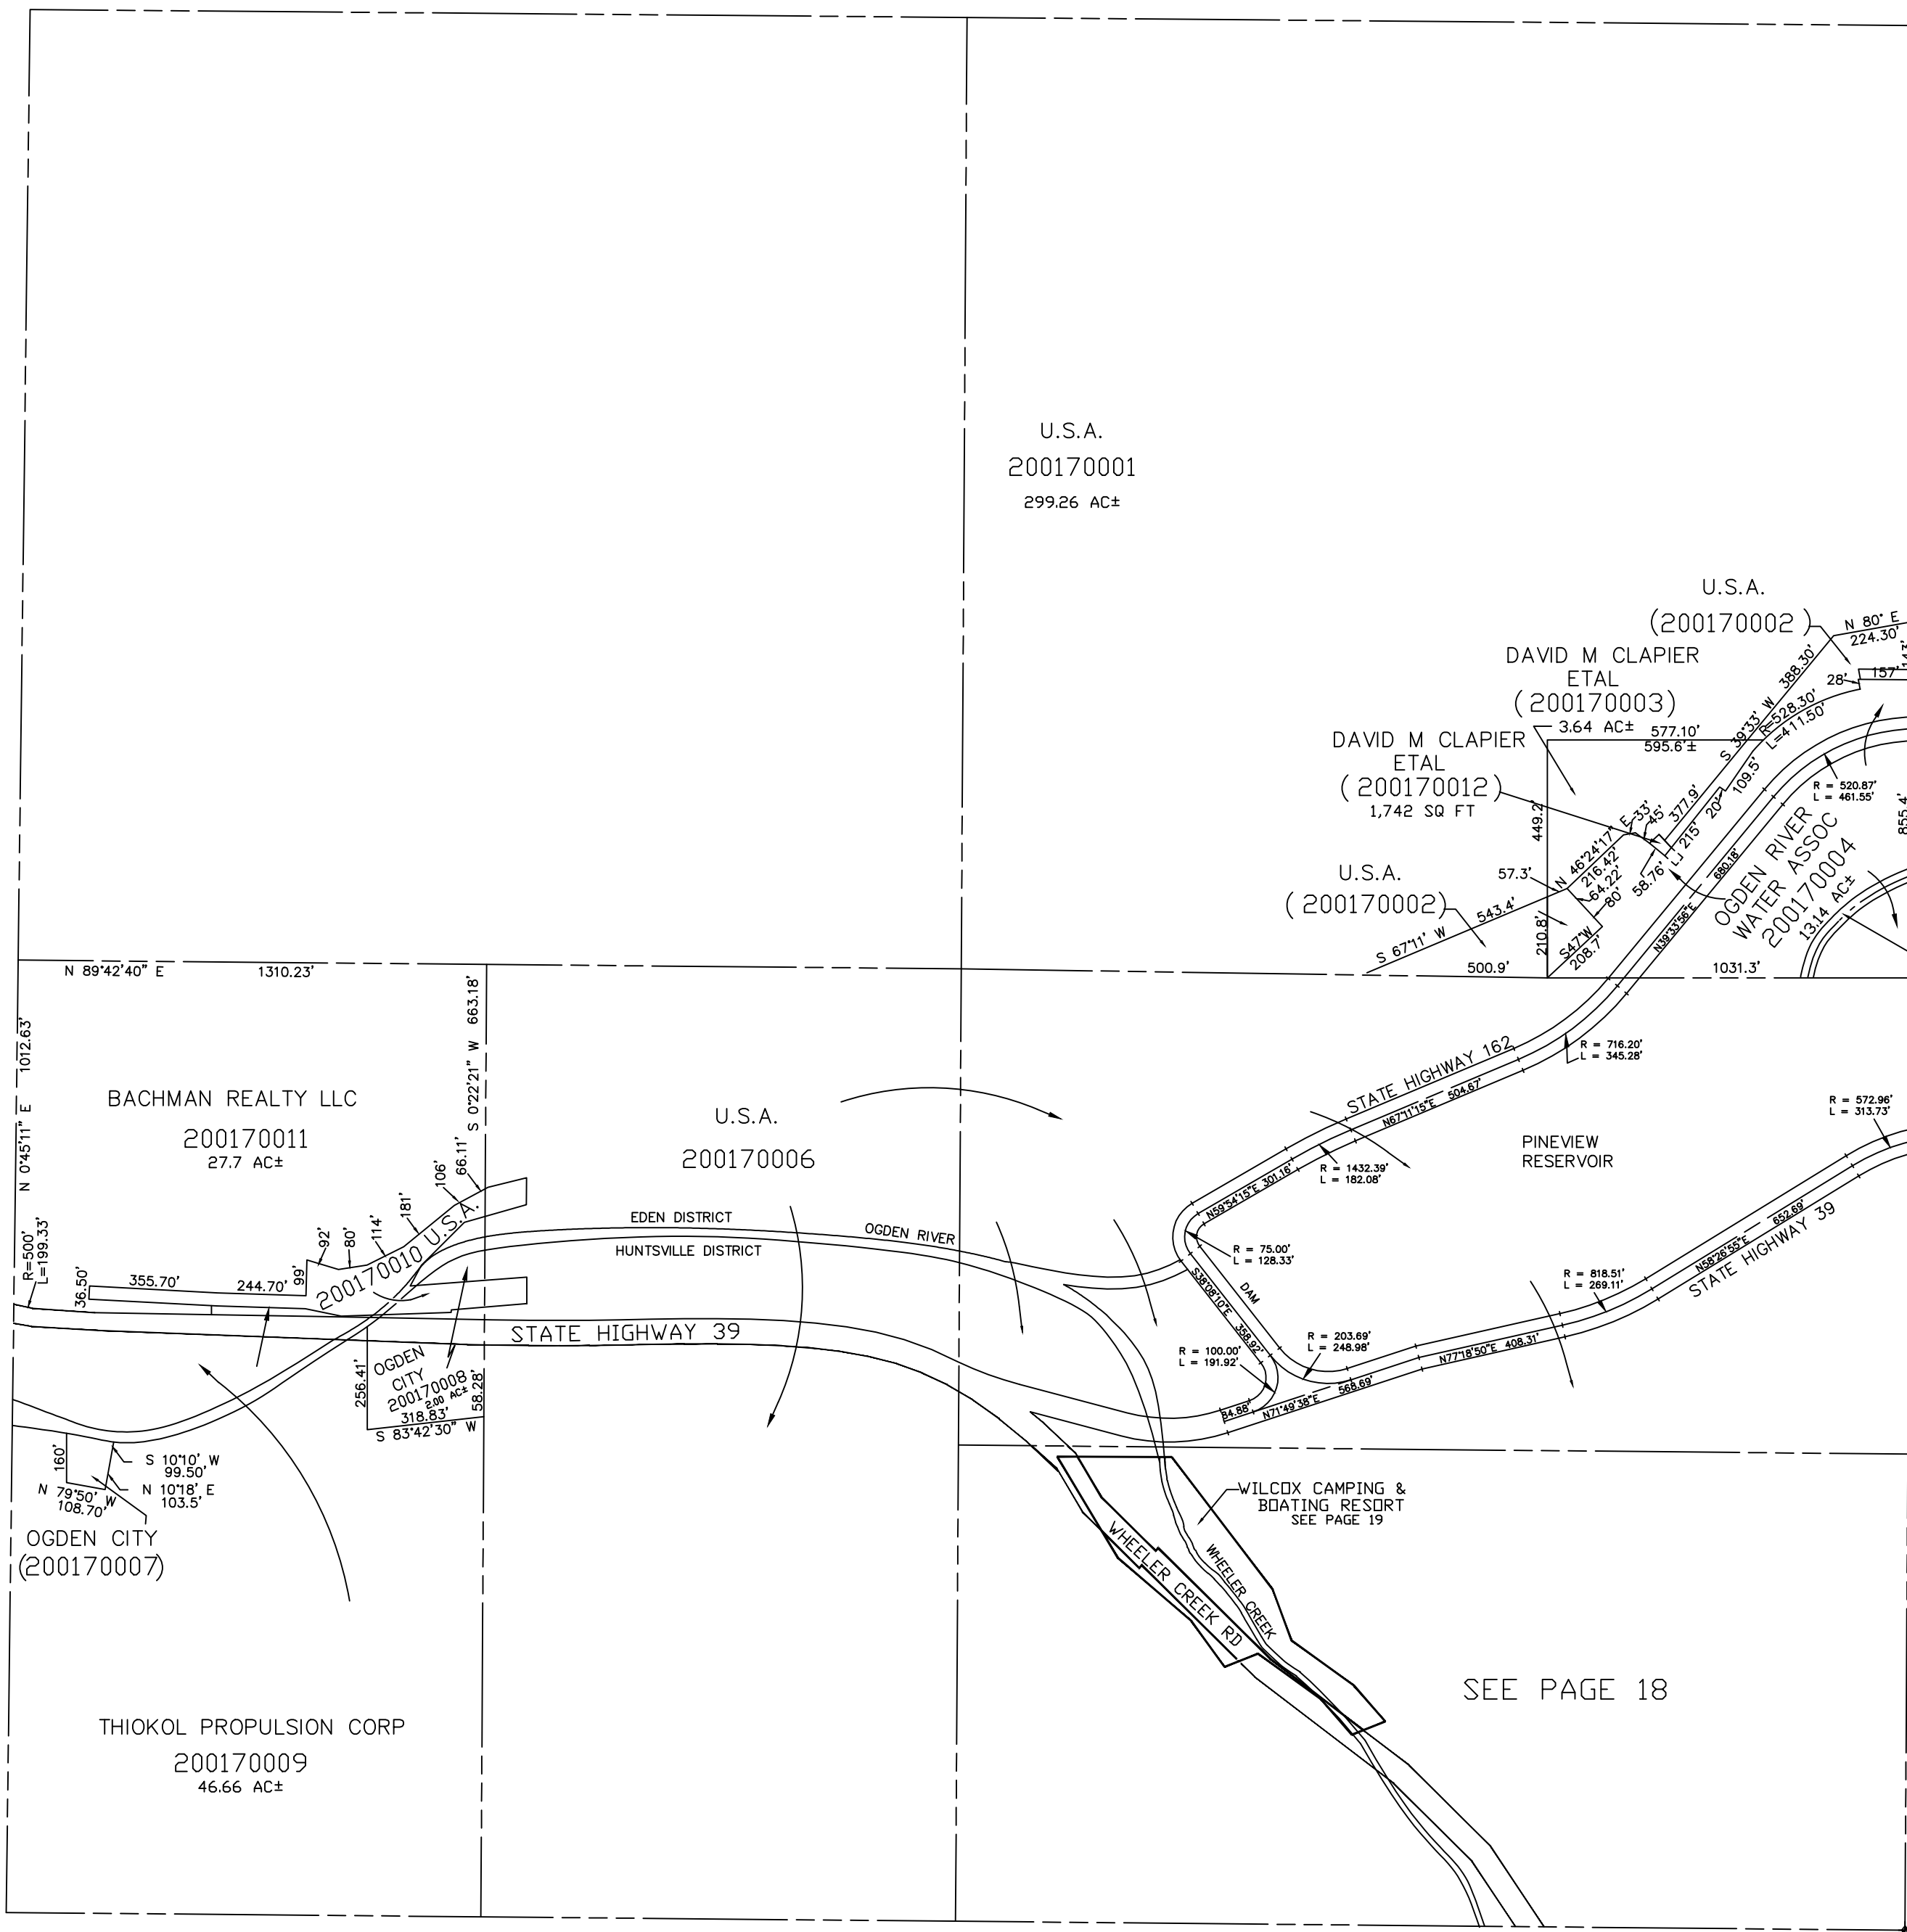 U.S.A.
200170001
299.26 AC±
U.S.A.
(200170002)
N 80° E
224.30'
28'
157'
DAVID M CLAPIER
ETAL
(200170003)
3.64 AC±
577.10'
595.6'±
S 39°33' W 388.30'
R=528.30'
L=411.50'
109.5'
20'
377.9'
215'
DAVID M CLAPIER
ETAL
(200170012)
1,742 SQ FT
449.2'
N 46°24'17" E
216.42'
33'
45'
64.22'
80'
58.76'
57.3'
R = 520.87'
L = 461.55'
855.4'
U.S.A.
(200170002)
543.4'
S 67°11' W
210.8'
S47°W
208.7'
500.9'
1031.3'
680.18'
N39°33'56"E
OGDEN RIVER
WATER ASSOC
200170004
13.14 AC±
N 89°42'40" E 1310.23'
N 0°45'11" E 1012.63'
S 0°22'21" W 663.18'
BACHMAN REALTY LLC
200170011
27.7 AC±
66.11'
106'
181'
114'
80'
92'
99'
R=500'
L=199.33'
36.50'
355.70'
244.70'
200170010 U.S.A.
U.S.A.
200170006
EDEN DISTRICT
HUNTSVILLE DISTRICT
OGDEN RIVER
STATE HIGHWAY 39
STATE HIGHWAY 162
N67°11'15"E 504.67'
R = 716.20'
L = 345.28'
R = 1432.39'
L = 182.08'
N59°54'15"E 301.16'
R = 75.00'
L = 128.33'
DAM
S38°08'10"E 358.92'
R = 100.00'
L = 191.92'
R = 203.69'
L = 248.98'
84.88'
N71°49'38"E 568.69'
N77°18'50"E 408.31'
R = 818.51'
L = 269.11'
PINEVIEW
RESERVOIR
R = 572.96'
L = 313.73'
652.69'
N58°26'55"E
STATE HIGHWAY 39
OGDEN
CITY
200170008
2.00 AC±
256.41'
58.28'
318.83'
S 83°42'30" W
160'
S 10°10' W
99.50'
N 10°18' E
103.5'
N 79°50' W
108.70'
OGDEN CITY
(200170007)
THIOKOL PROPULSION CORP
200170009
46.66 AC±
WILCOX CAMPING &
BOATING RESORT
SEE PAGE 19
WHEELER CREEK RD
WHEELER CREEK
SEE PAGE 18